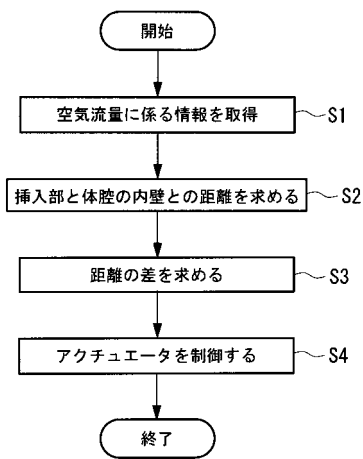 開始
空気流量に係る情報を取得 S1
挿入部と体腔の内壁との距離を求める S2
距離の差を求める S3
アクチュエータを制御する S4
終了